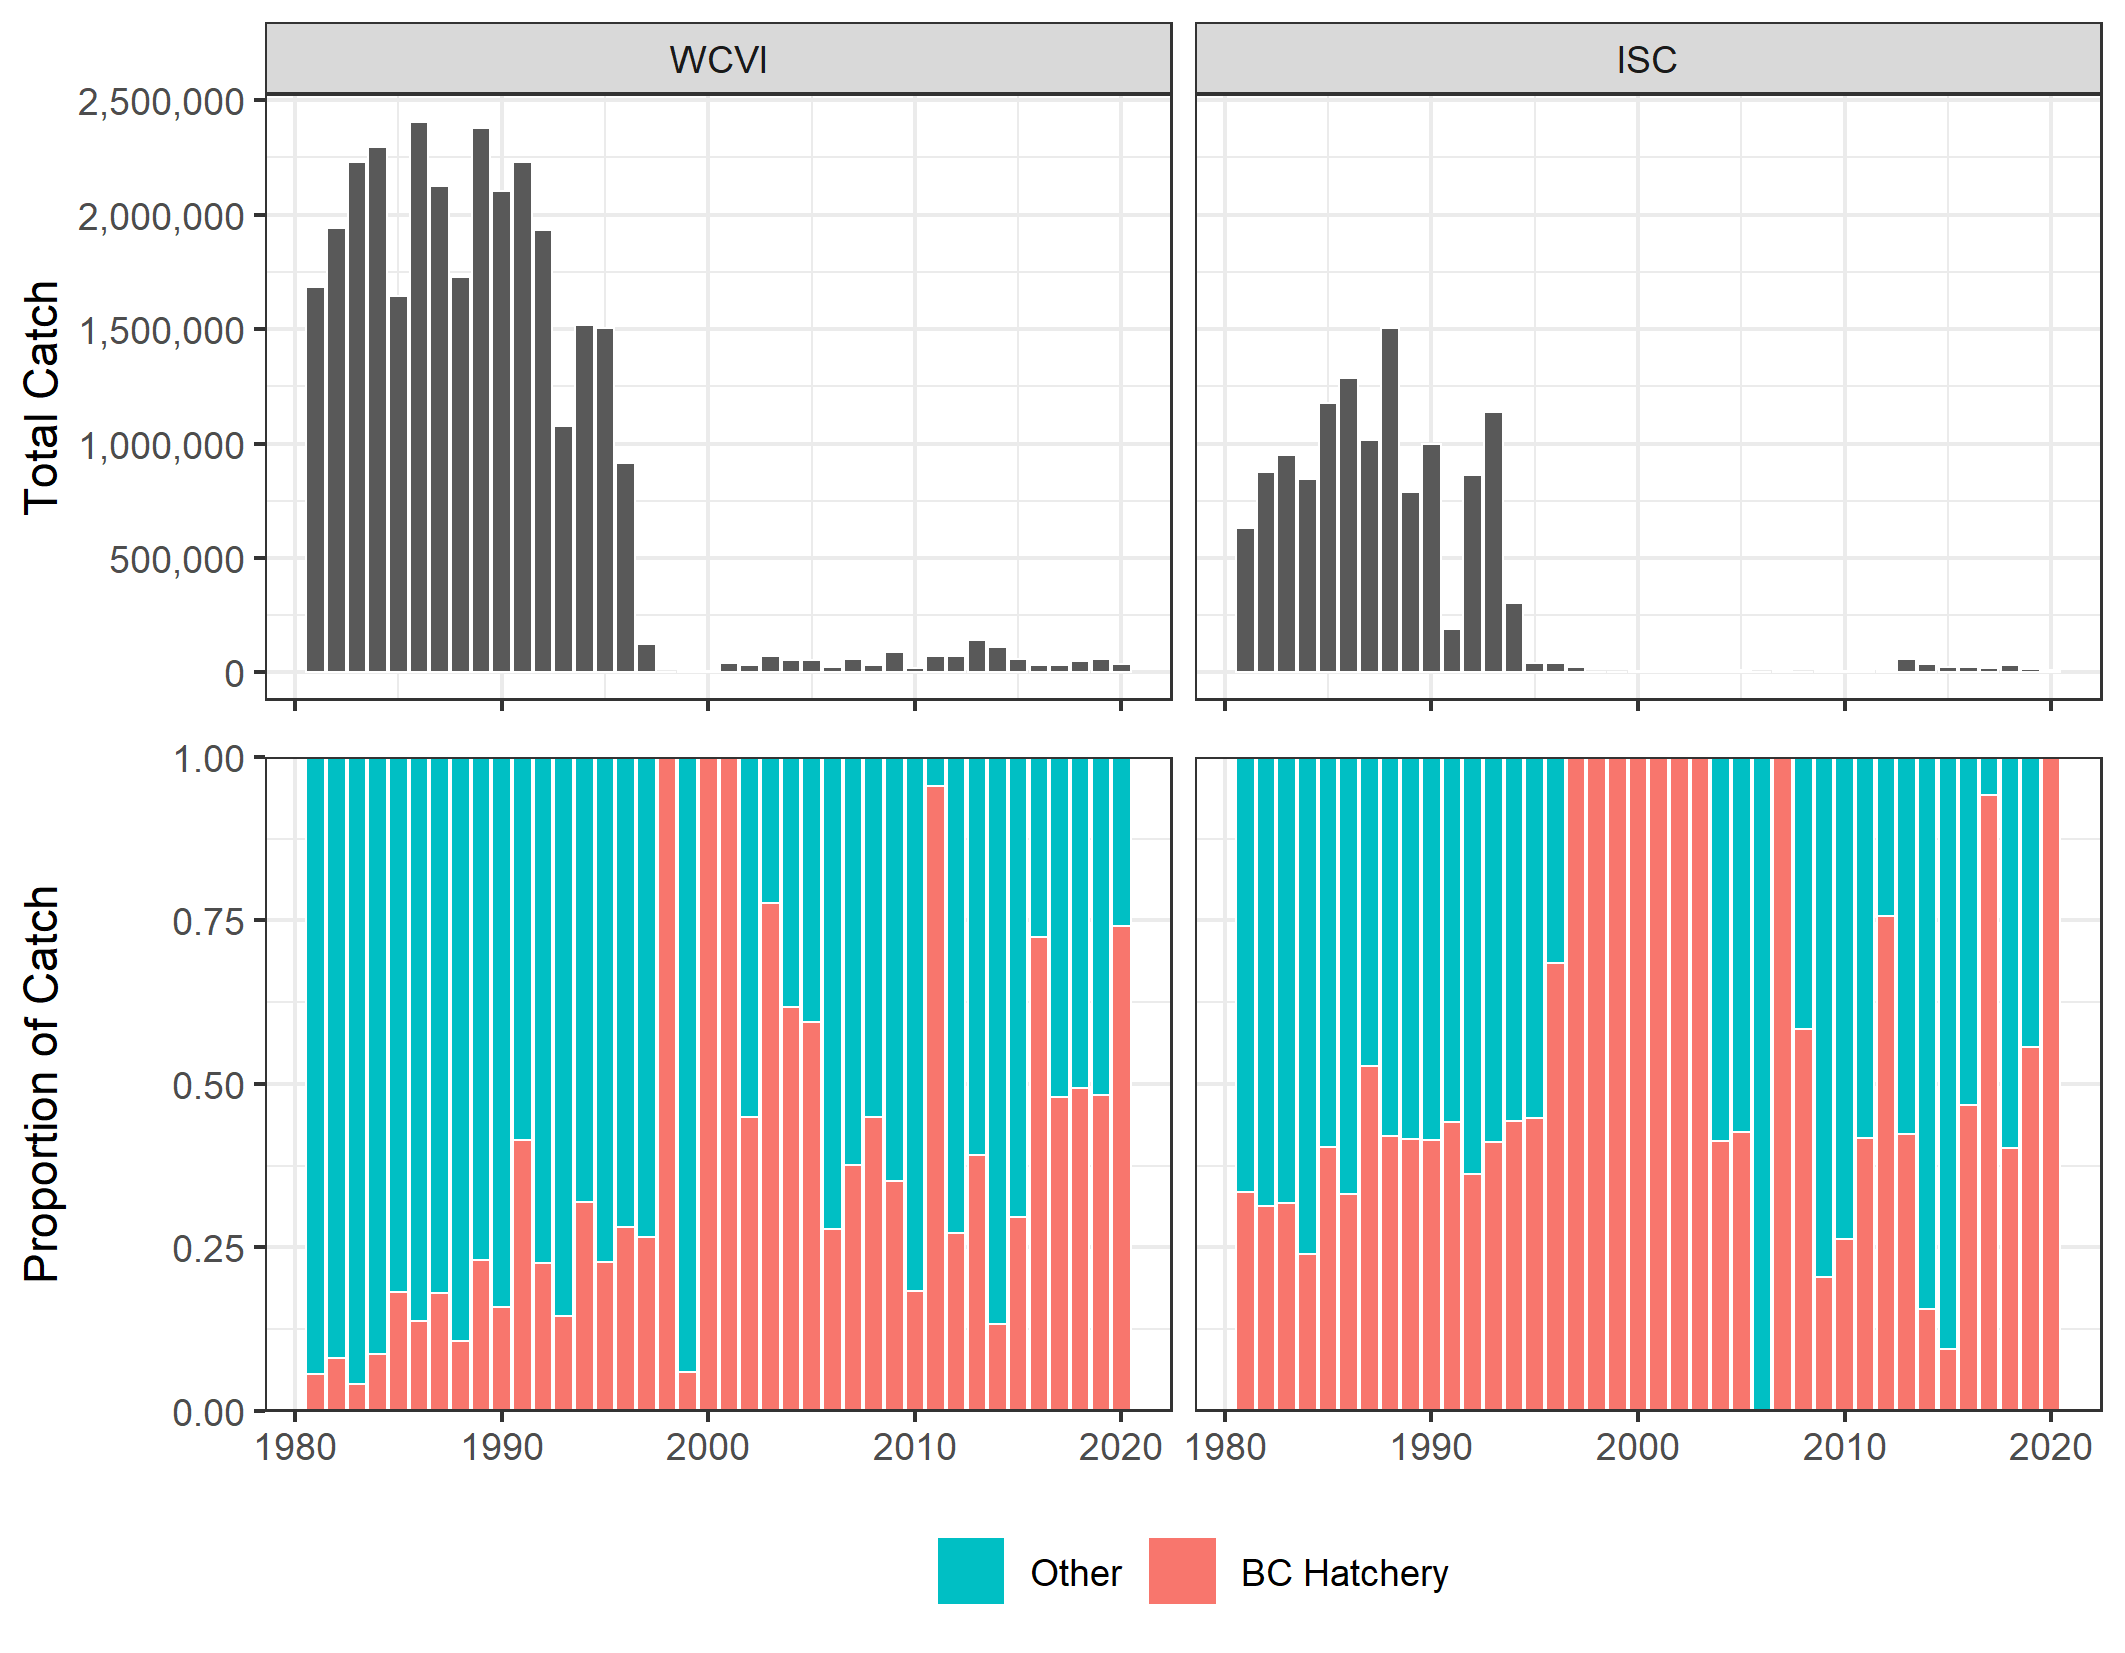 WCVI
ISC
Total Catch
2,500,000
2,000,000
1,500,000
1,000,000
500,000
0
Proportion of Catch
1.00
0.75
0.50
0.25
0.00
1980 1990 2000 2010 2020
1980 1990 2000 2010 2020
Other
BC Hatchery